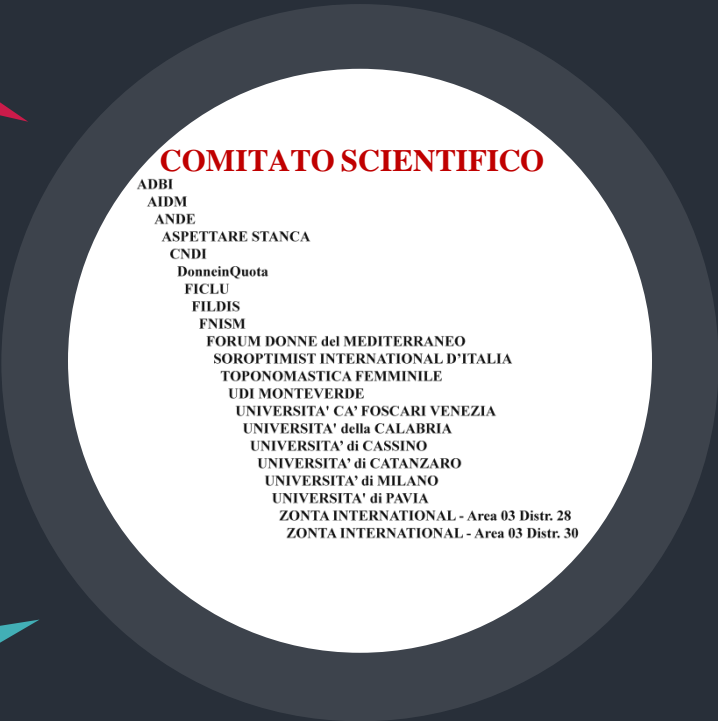 COMITATO SCIENTIFICO
ADBI
AIDM
ANDE
ASPETTARE STANCA
CNDI
DonneinQuota
FICLU
FILDIS
FNISM
FORUM DONNE del MEDITERRANEO
SOROPTIMIST INTERNATIONAL D’ITALIA
TOPONOMASTICA FEMMINILE
UDI MONTEVERDE
UNIVERSITA' CA’ FOSCARI VENEZIA
UNIVERSITA' della CALABRIA
UNIVERSITA’ di CASSINO
UNIVERSITA’ di CATANZARO
UNIVERSITA’ di MILANO
UNIVERSITA' di PAVIA
ZONTA INTERNATIONAL - Area 03 Distr. 28
ZONTA INTERNATIONAL - Area 03 Distr. 30